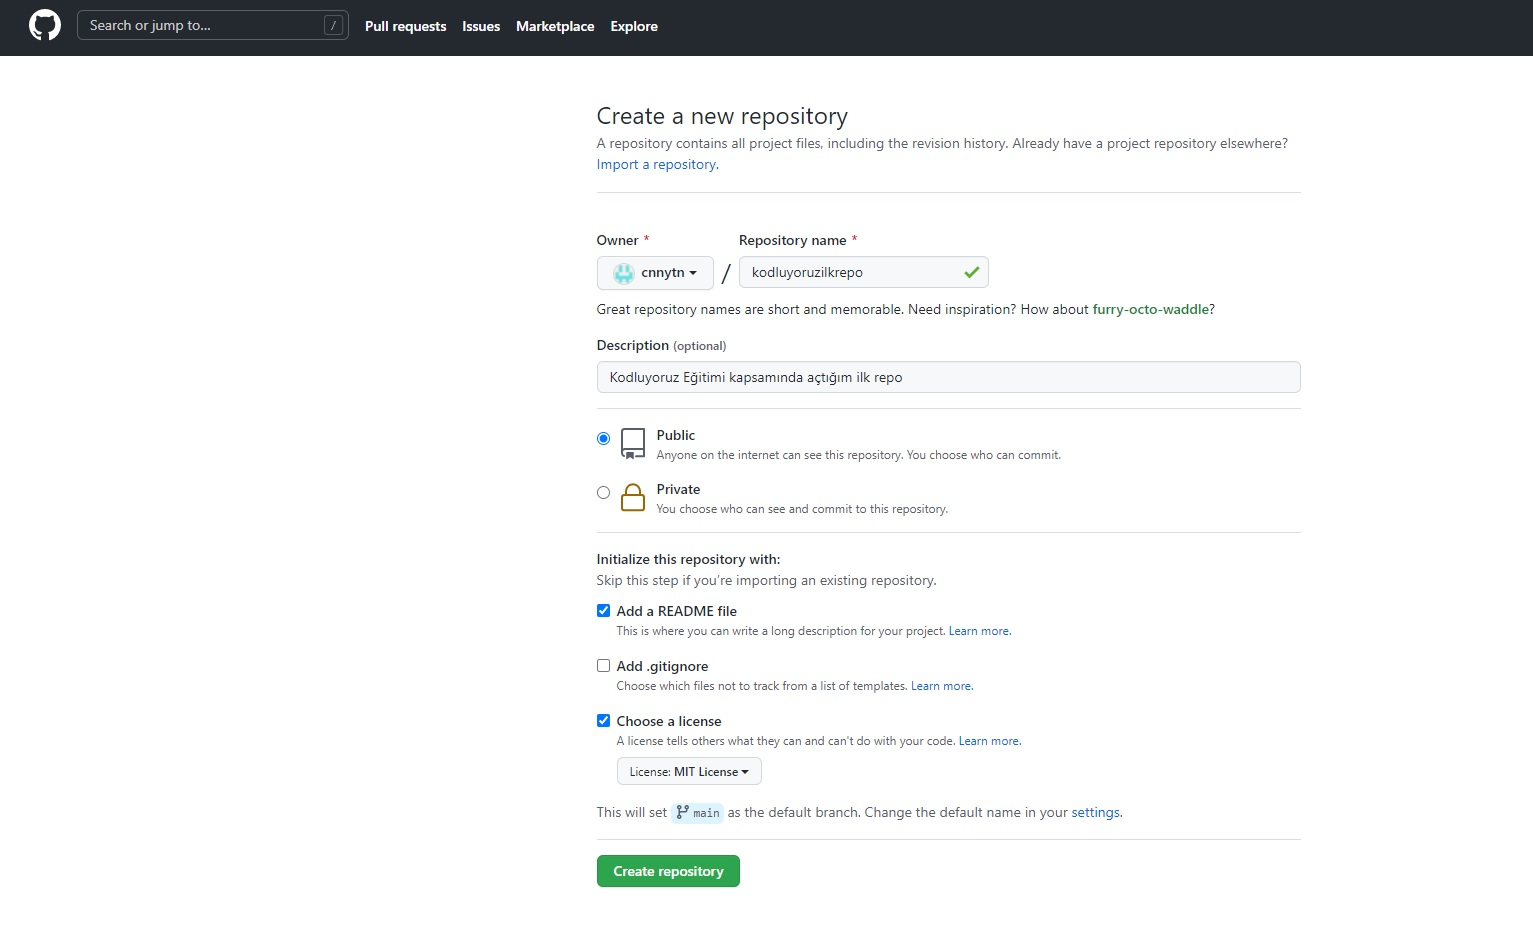 Search or jump to... / Pull requests Issues Marketplace Explore
Create a new repository
A repository contains all project files, including the revision history. Already have a project repository elsewhere?
Import a repository.
Owner * Repository name *
cnnytn / kodluyoruzilkrepo
Great repository names are short and memorable. Need inspiration? How about furry-octo-waddle?
Description (optional)
Kodluyoruz Eğitimi kapsamında açtığım ilk repo
Public
Anyone on the internet can see this repository. You choose who can commit.
Private
You choose who can see and commit to this repository.
Initialize this repository with:
Skip this step if you're importing an existing repository.
Add a README file
This is where you can write a long description for your project. Learn more.
Add .gitignore
Choose which files not to track from a list of templates. Learn more.
Choose a license
A license tells others what they can and can't do with your code. Learn more.
License: MIT License
This will set main as the default branch. Change the default name in your settings.
Create repository